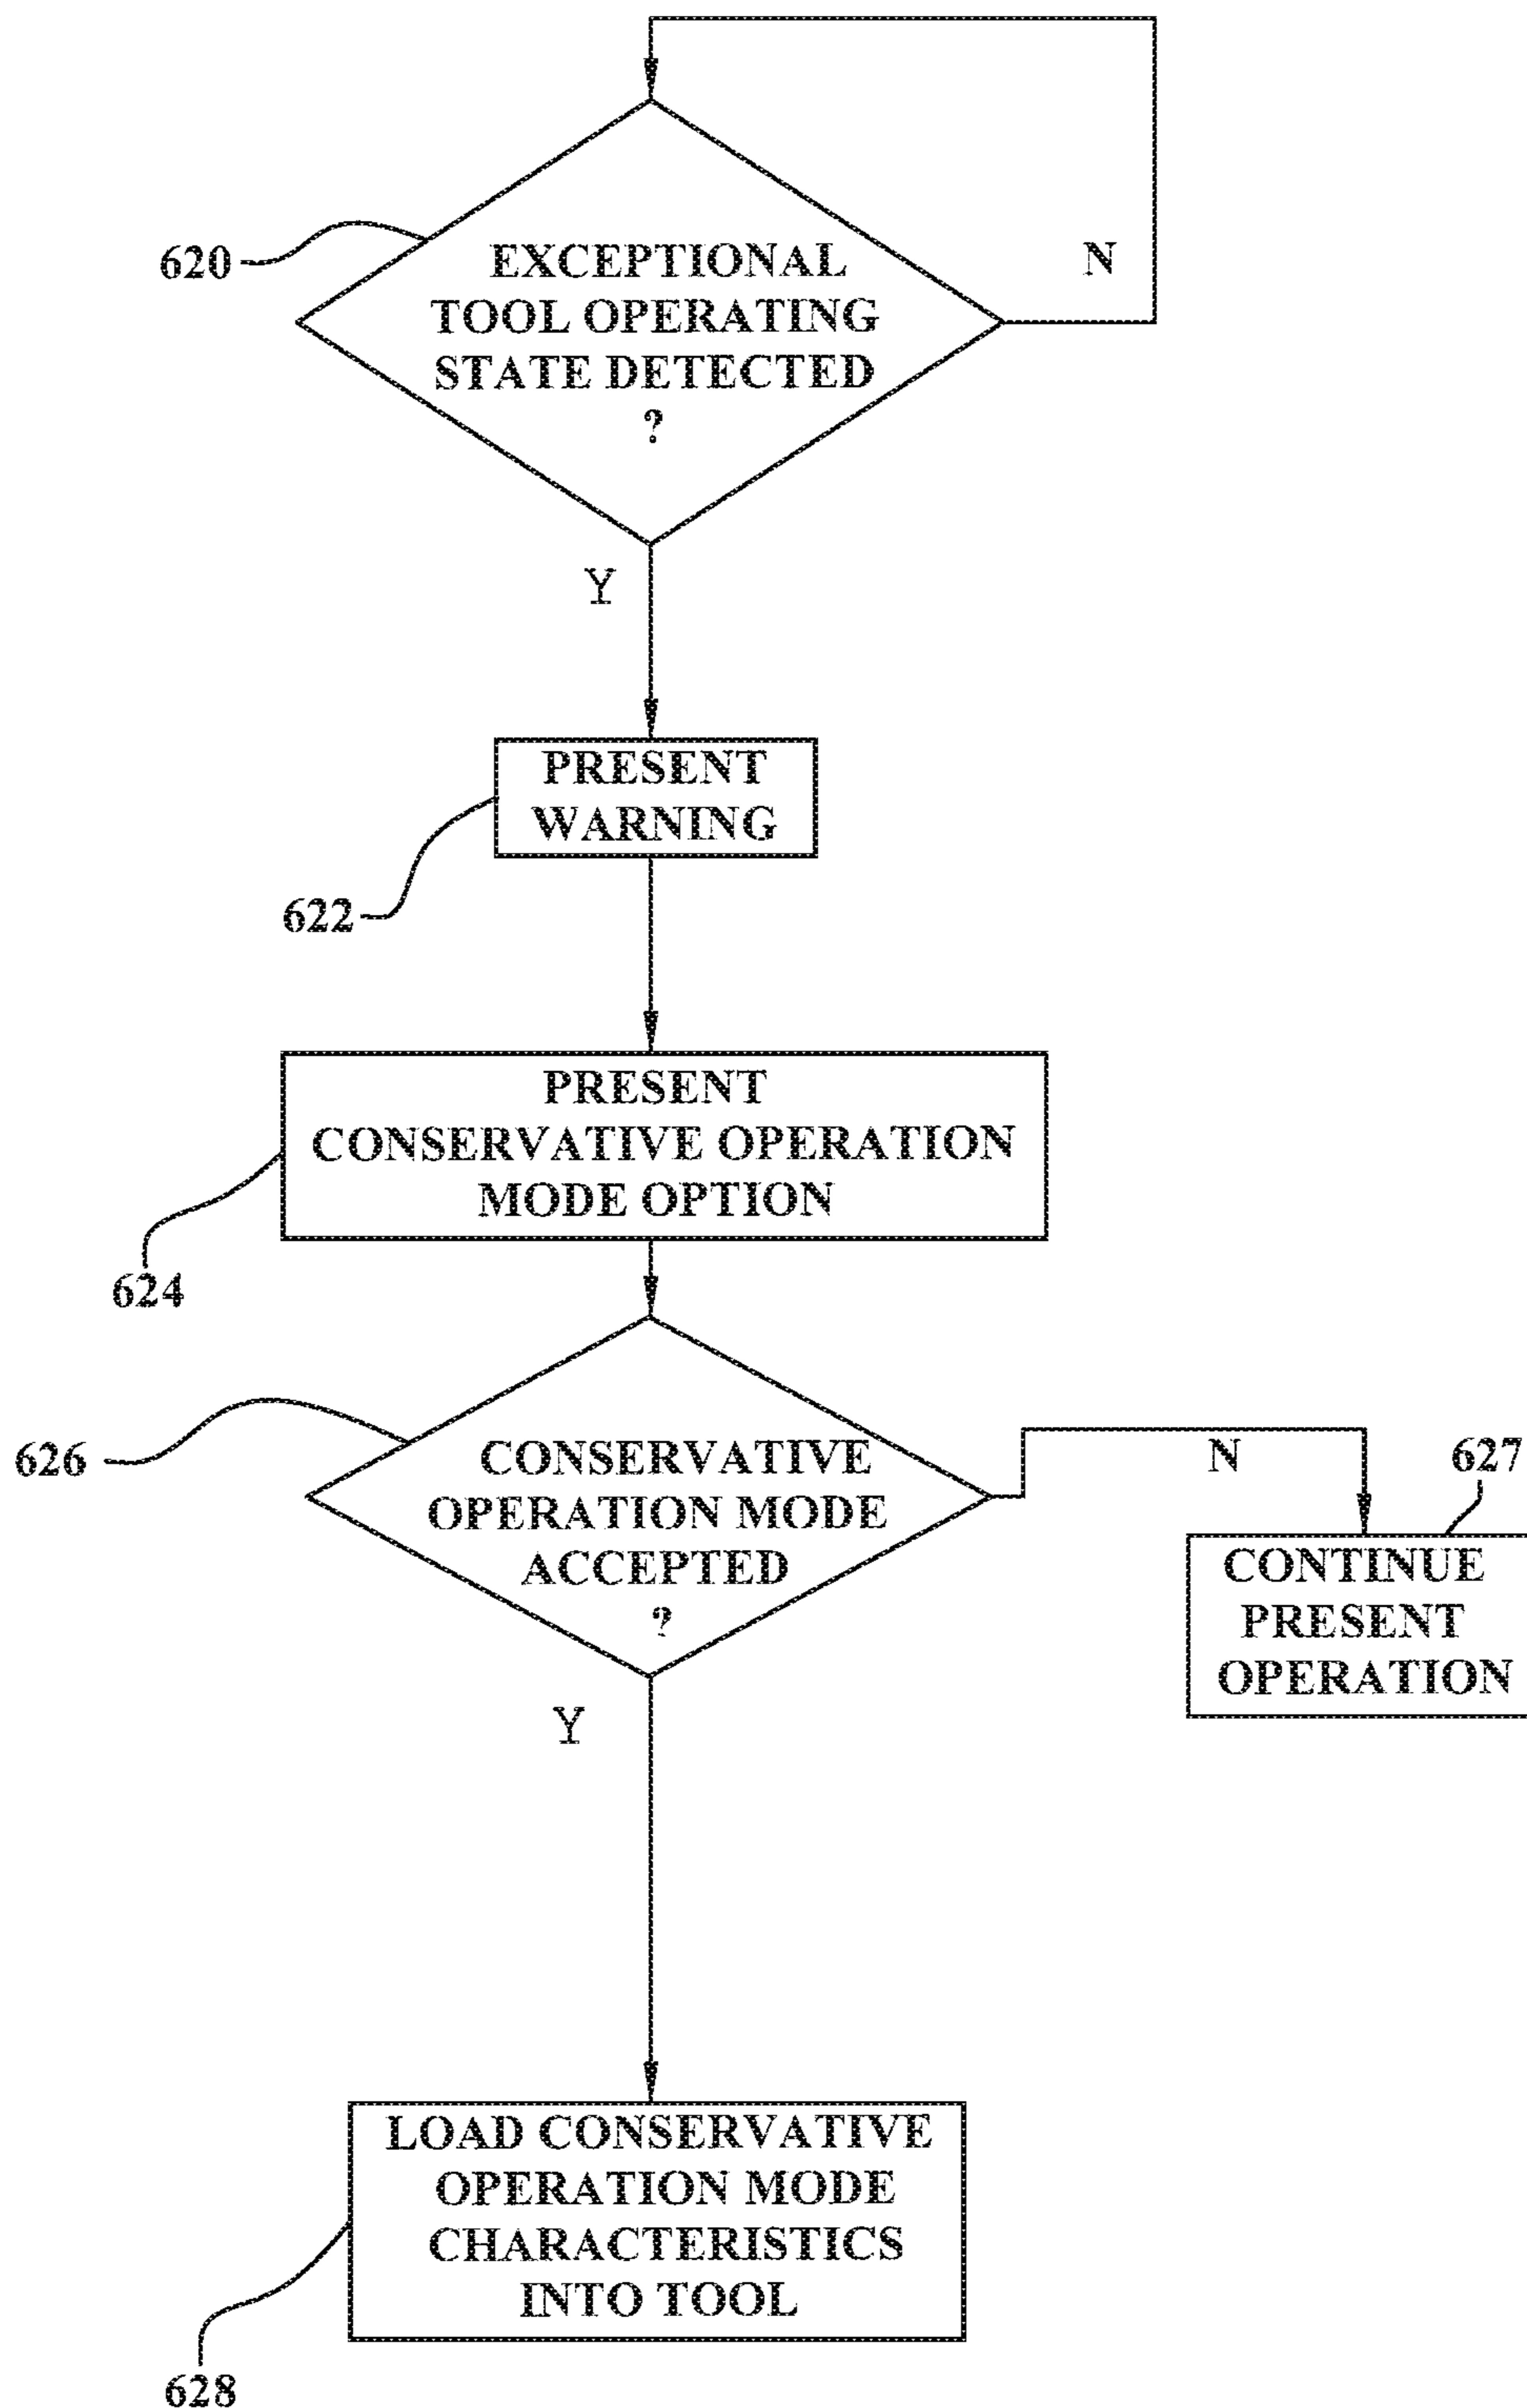 620
EXCEPTIONAL
TOOL OPERATING
STATE DETECTED
?
N
Y
PRESENT
WARNING
622
PRESENT
CONSERVATIVE OPERATION
MODE OPTION
624
626
CONSERVATIVE
OPERATION MODE
ACCEPTED
?
N
627
CONTINUE
PRESENT
OPERATION
Y
LOAD CONSERVATIVE
OPERATION MODE
CHARACTERISTICS
INTO TOOL
628